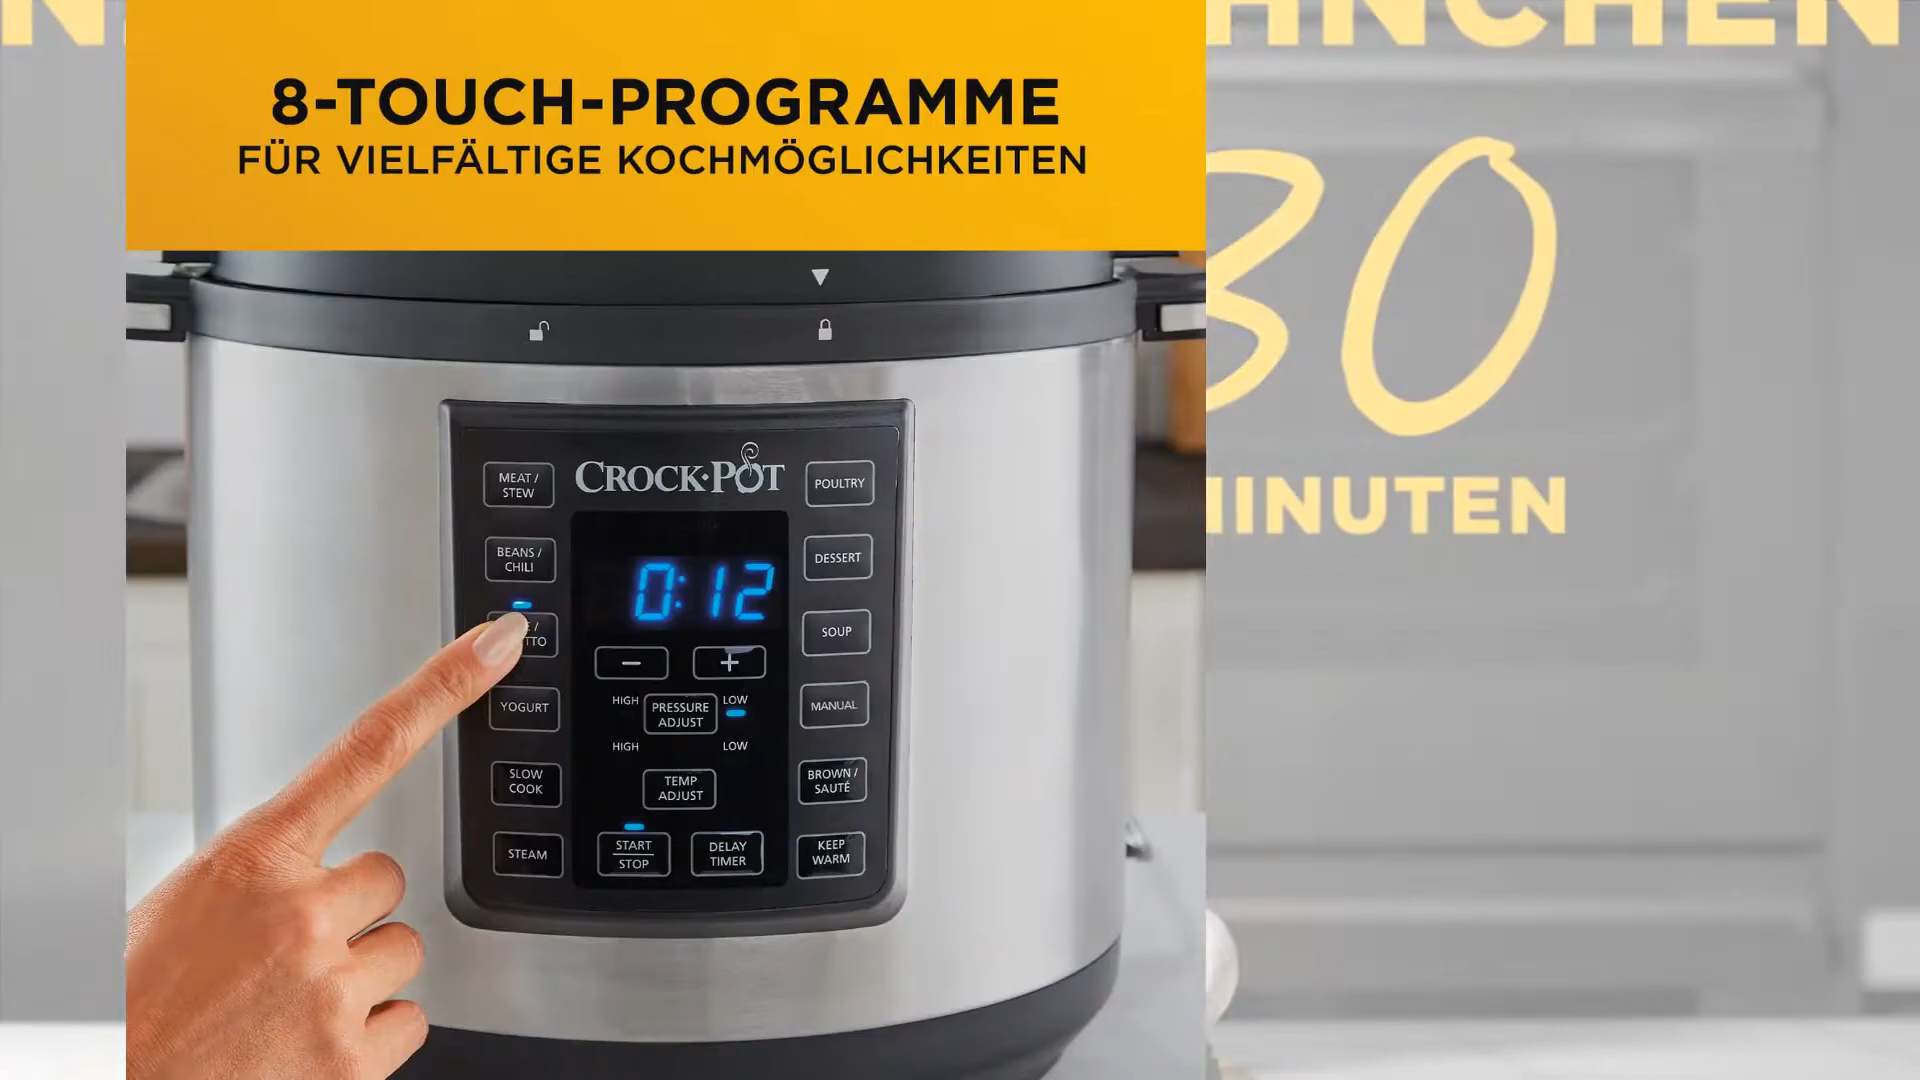 8-TOUCH-PROGRAMME
FÜR VIELFÄLTIGE KOCHMÖGLICHKEITEN
HNCHEN
30
MINUTEN
CROCK·POT
MEAT /
STEW
BEANS /
CHILI
YOGURT
SLOW
COOK
STEAM
0:12
−
+
HIGH
PRESSURE
ADJUST
LOW
HIGH
LOW
TEMP
ADJUST
START
STOP
DELAY
TIMER
POULTRY
DESSERT
SOUP
MANUAL
BROWN /
SAUTÉ
KEEP
WARM